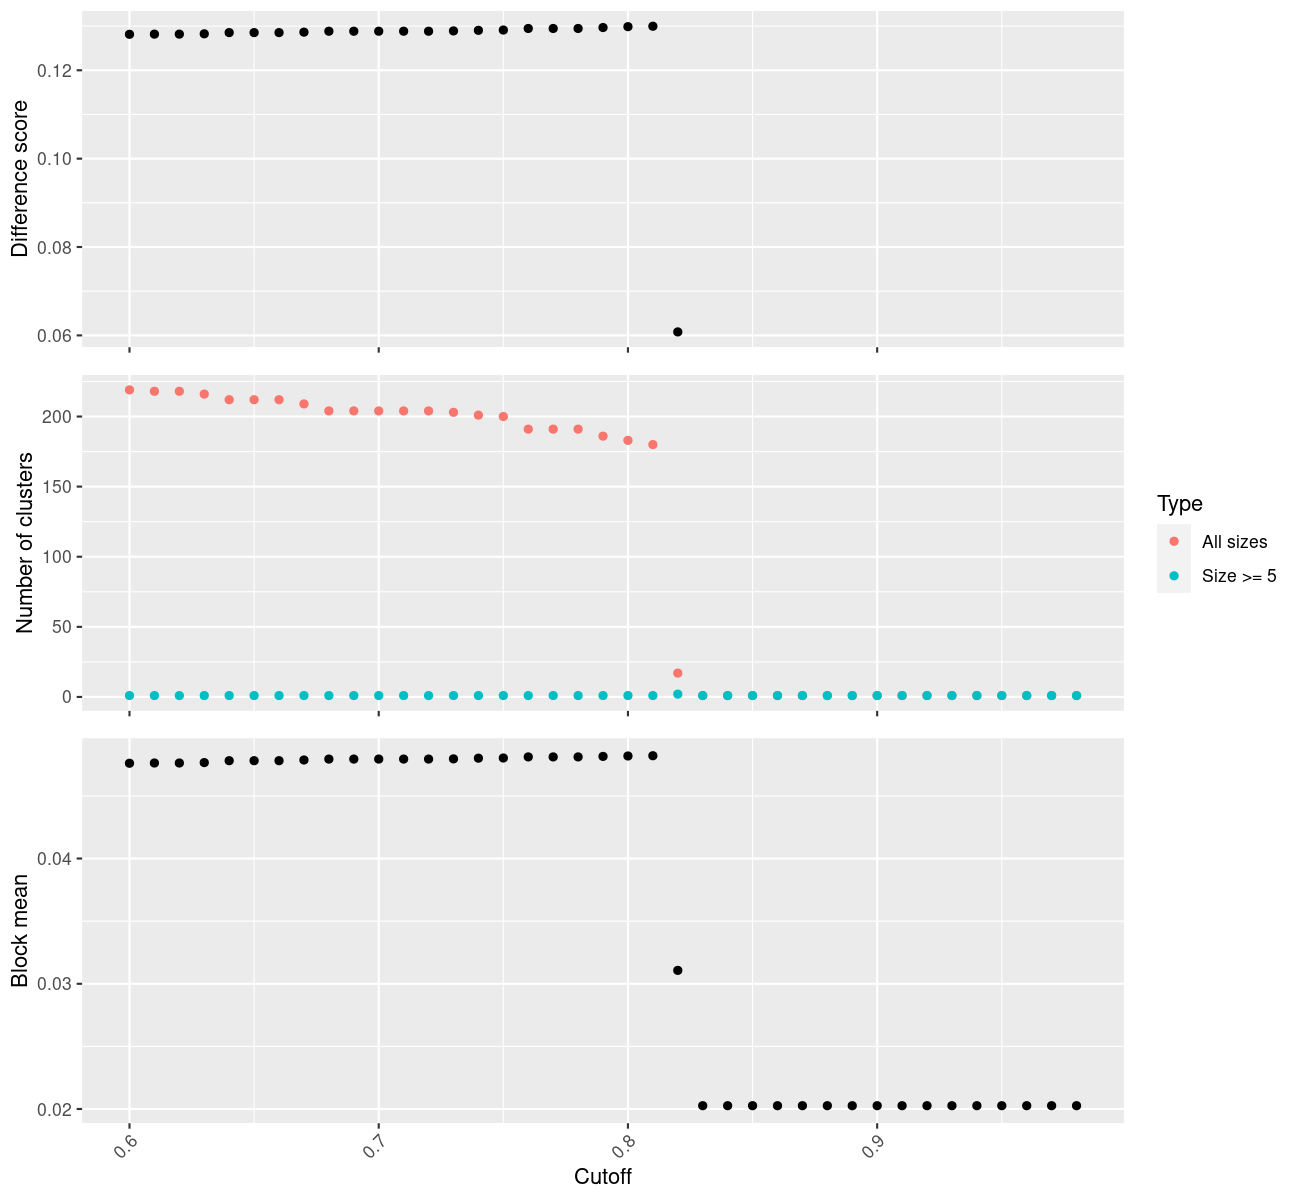 Difference score
0.12
0.10
0.08
0.06
Number of clusters
200
150
100
50
0
Type
All sizes
Size >= 5
Block mean
0.04
0.03
0.02
0.6
0.7
0.8
0.9
Cutoff